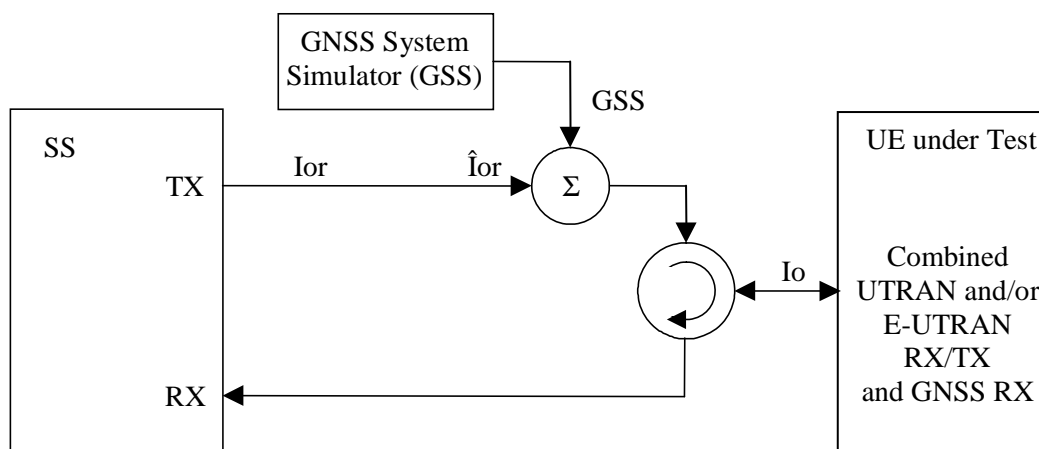 GNSS System
Simulator (GSS)
GSS
SS
UE under Test
TX
Ior
Îor
Σ
Io
Combined
UTRAN and/or
E-UTRAN
RX/TX
and GNSS RX
RX